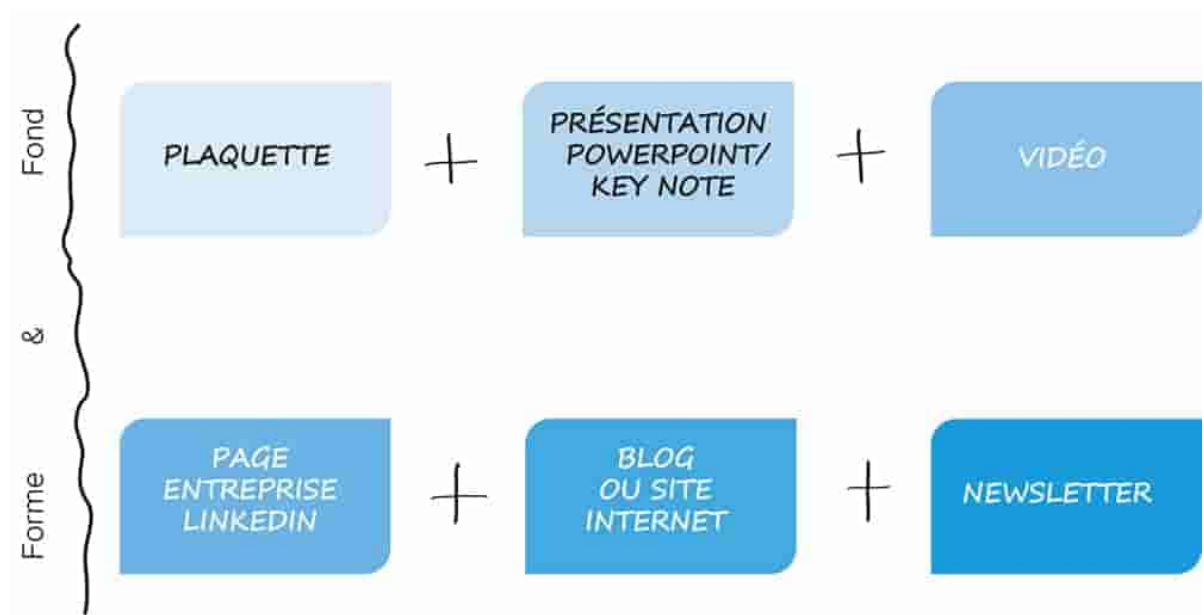 Fond
PLAQUETTE
+
PRÉSENTATION
POWERPOINT/
KEY NOTE
+
VIDÉO
&
Forme
PAGE
ENTREPRISE
LINKEDIN
+
BLOG
OU SITE
INTERNET
+
NEWSLETTER